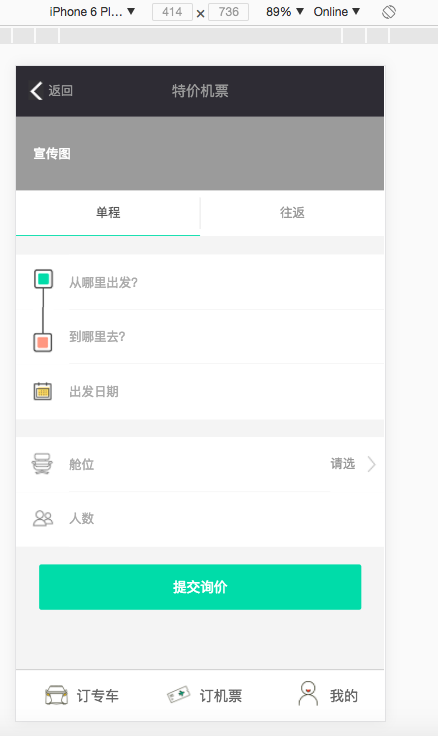 iPhone 6 Pl... ▼ 414 × 736 89% ▼ Online ▼
返回 特价机票
宣传图
单程 往返
从哪里出发?
到哪里去?
出发日期
舱位 请选
人数
提交询价
订专车 订机票 我的